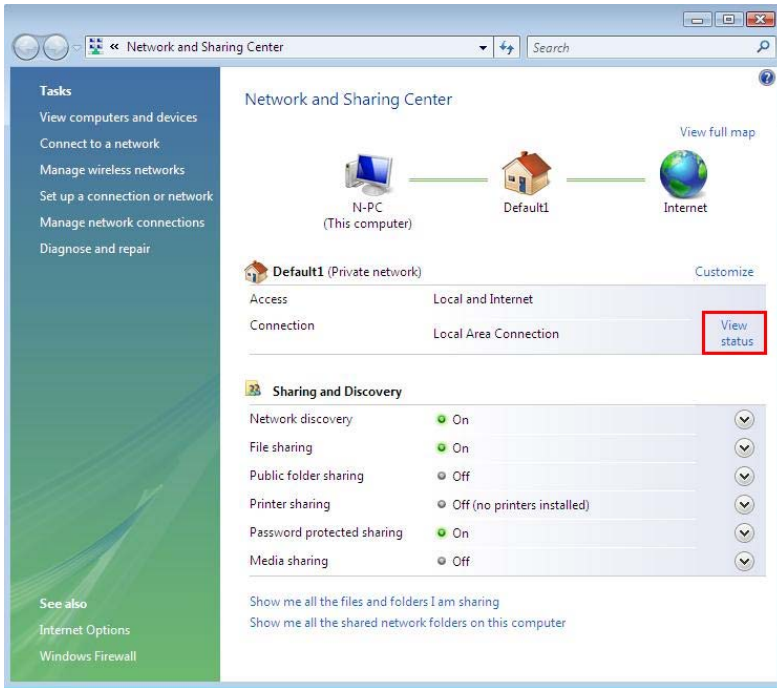 « Network and Sharing Center
Search
Tasks
View computers and devices
Connect to a network
Manage wireless networks
Set up a connection or network
Manage network connections
Diagnose and repair
See also
Internet Options
Windows Firewall
Network and Sharing Center
View full map
N-PC
(This computer)
Default1
Internet
Default1 (Private network)
Customize
Access Local and Internet
Connection Local Area Connection
View
status
Sharing and Discovery
Network discovery On
File sharing On
Public folder sharing Off
Printer sharing Off (no printers installed)
Password protected sharing On
Media sharing Off
Show me all the files and folders I am sharing
Show me all the shared network folders on this computer